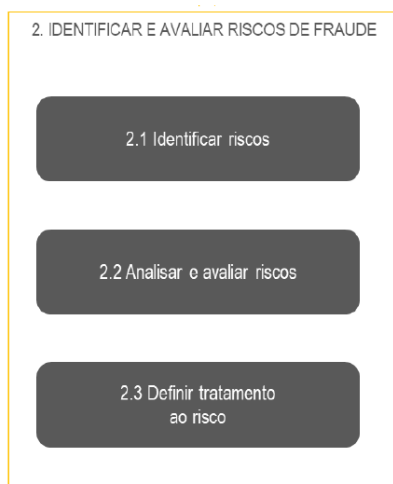 2. IDENTIFICAR E AVALIAR RISCOS DE FRAUDE
2.1 Identificar riscos
2.2 Analisar e avaliar riscos
2.3 Definir tratamento
ao risco